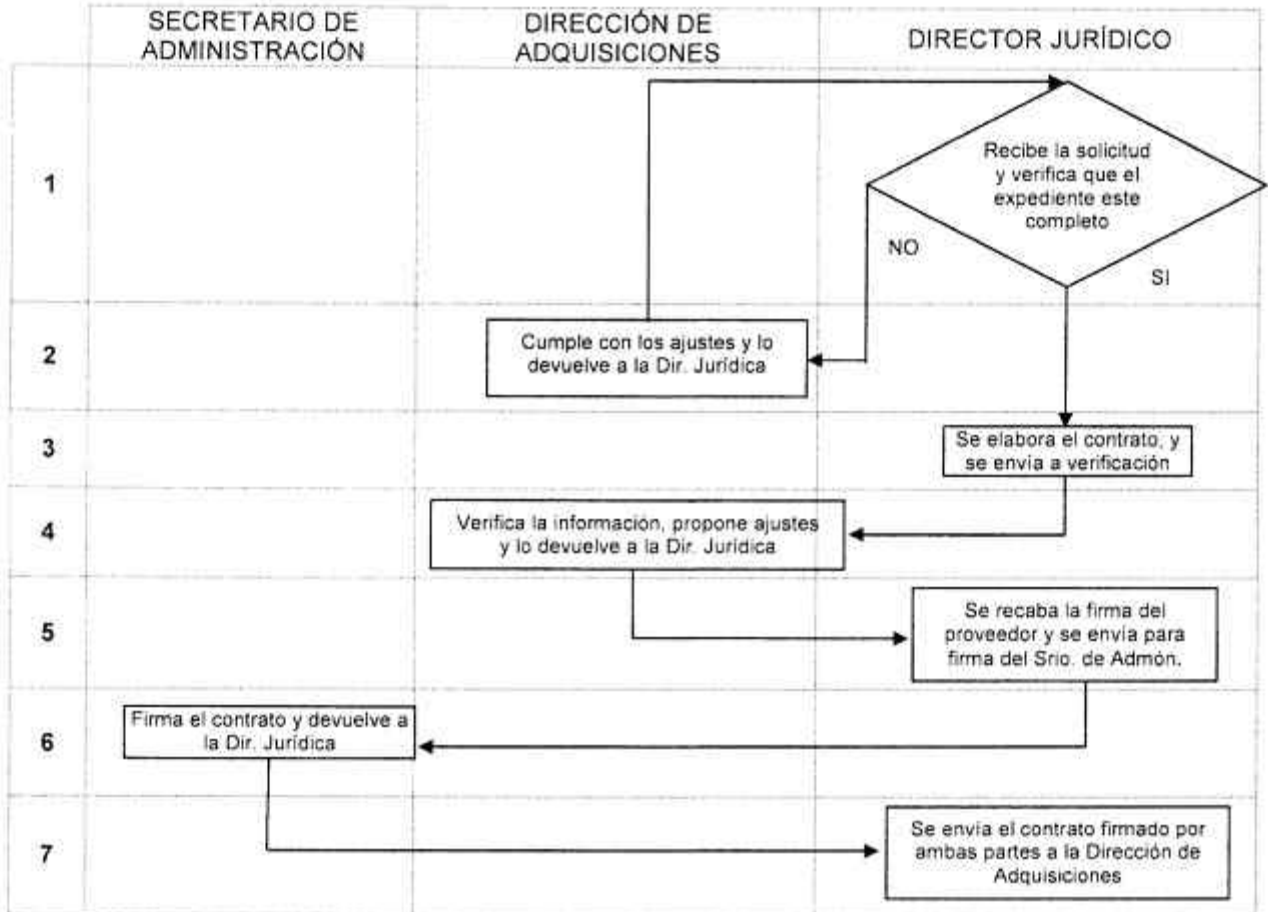 SECRETARIO DE
ADMINISTRACIÓN
DIRECCIÓN DE
ADQUISICIONES
DIRECTOR JURÍDICO
1
Recibe la solicitud
y verifica que el
expediente este
completo
NO
SI
2
Cumple con los ajustes y lo
devuelve a la Dir. Jurídica
3
Se elabora el contrato, y
se envía a verificación
4
Verifica la información, propone ajustes
y lo devuelve a la Dir. Jurídica
5
Se recaba la firma del
proveedor y se envía para
firma del Srio. de Admón.
6
Firma el contrato y devuelve a
la Dir. Jurídica
7
Se envía el contrato firmado por
ambas partes a la Dirección de
Adquisiciones